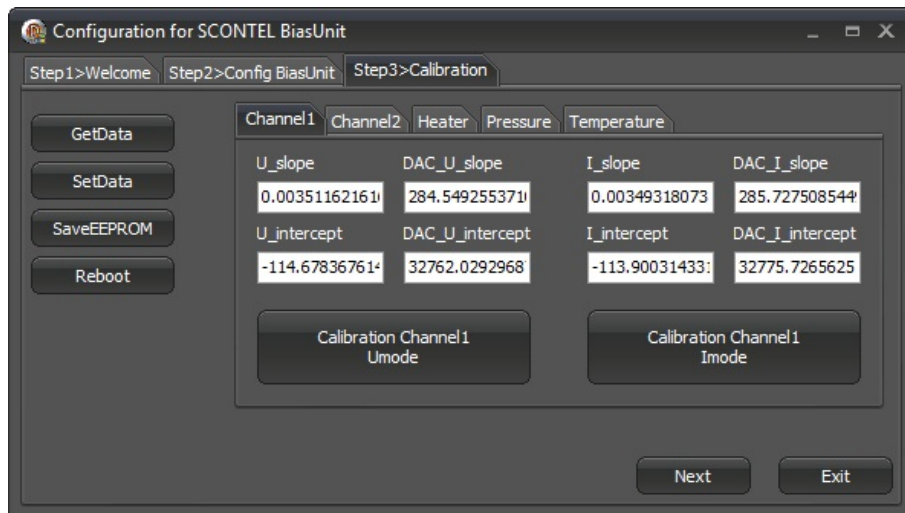 Configuration for SCONTEL BiasUnit
Step1>Welcome Step2>Config BiasUnit Step3>Calibration
GetData
SetData
SaveEEPROM
Reboot
Channel1 Channel2 Heater Pressure Temperature
U_slope DAC_U_slope I_slope DAC_I_slope
0.0035116216 284.54925537 0.00349318073 285.727508544
U_intercept DAC_U_intercept I_intercept DAC_I_intercept
-114.67836761 32762.0292968 -113.90031433 32775.7265625
Calibration Channel1
Umode
Calibration Channel1
Imode
Next Exit